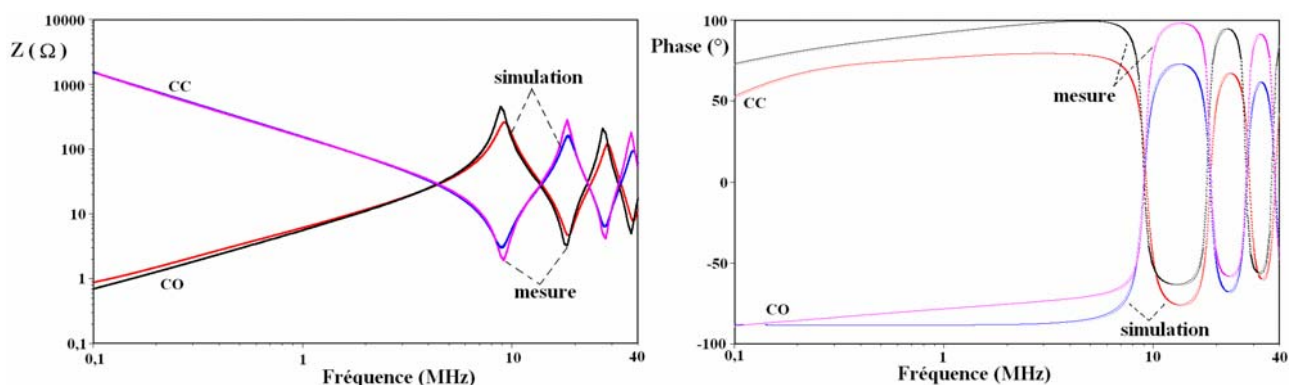 Z (Ω)
10000
1000
100
10
1
0,1
CC
CO
simulation
mesure
0,1
1
10
40
Fréquence (MHz)
Phase (°)
100
50
0
-50
-100
CC
CO
mesure
simulation
0,1
1
10
40
Fréquence (MHz)